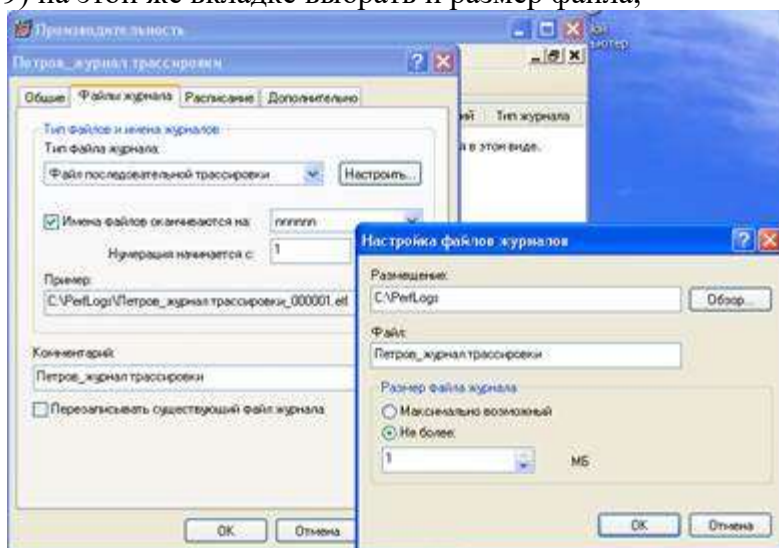 9) на этой же вкладке выбрать и размер файла;
Производительность
Петров_журнал трассировки
Общие Файлы журнала Расписание Дополнительно
Тип журнала
в этом виде.
Тип файлов и имена журналов
Тип файла журнала:
Файл последовательной трассировки
Настроить...
Имена файлов оканчиваются на: nnnnnn
Нумерация начинается с: 1
Пример:
C:\PerfLogs\Петров_журнал трассировки_000001.etl
Комментарий:
Петров_журнал трассировки
Перезаписывать существующий файл журнала
OK Отмена
Настройка файлов журналов
Размещение:
C:\PerfLogs
Обзор...
Файл:
Петров_журнал трассировки
Размер файла журнала
Максимально возможный
Не более:
1 МБ
OK Отмена